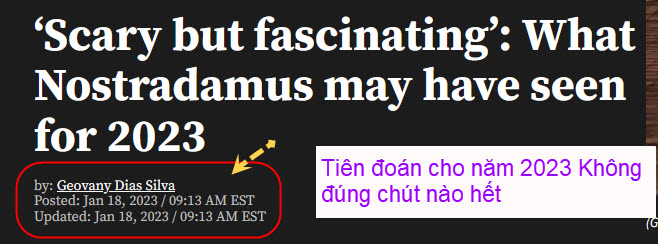 ‘Scary but fascinating’: What
Nostradamus may have seen
for 2023
by: Geovany Dias Silva
Posted: Jan 18, 2023 / 09:13 AM EST
Updated: Jan 18, 2023 / 09:13 AM EST
Tiên đoán cho năm 2023 Không
đúng chút nào hết
(G